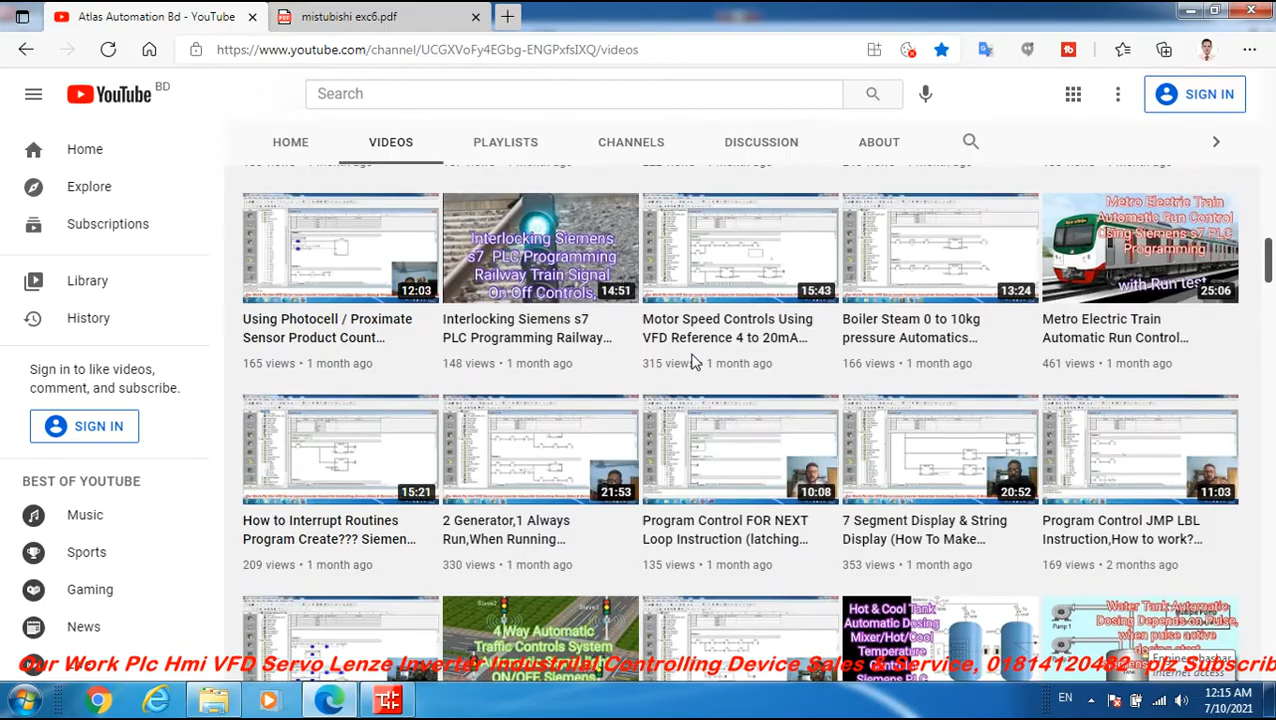 Atlas Automation Bd - YouTube
mistubishi exc6.pdf
https://www.youtube.com/channel/UCGXVoFy4EGbg-ENGPxfsIXQ/videos
YouTube BD
Search
SIGN IN
HOME VIDEOS PLAYLISTS CHANNELS DISCUSSION ABOUT
Home
Explore
Subscriptions
Library
History
Sign in to like videos,
comment, and subscribe.
SIGN IN
BEST OF YOUTUBE
Music
Sports
Gaming
News
12:03
Interlocking Siemens
s7 PLC Programming
Railway Train Signal
On Off Controls,
14:51
15:43
13:24
Metro Electric Train
Automatic Run Control
Using Siemens s7 PLC
Programming
with Run test
25:06
Using Photocell / Proximate
Sensor Product Count...
165 views • 1 month ago
Interlocking Siemens s7
PLC Programming Railway...
148 views • 1 month ago
Motor Speed Controls Using
VFD Reference 4 to 20mA...
315 views • 1 month ago
Boiler Steam 0 to 10kg
pressure Automatics...
166 views • 1 month ago
Metro Electric Train
Automatic Run Control...
461 views • 1 month ago
15:21
21:53
10:08
20:52
11:03
How to Interrupt Routines
Program Create??? Siemen...
209 views • 1 month ago
2 Generator,1 Always
Run,When Running...
330 views • 1 month ago
Program Control FOR NEXT
Loop Instruction (latching...
135 views • 1 month ago
7 Segment Display & String
Display (How To Make...
353 views • 1 month ago
Program Control JMP LBL
Instruction,How to work?...
169 views • 2 months ago
4 Way Automatic
Traffic Controls System
ON/OFF Siemens
Hot & Cool Tank
Automatic Dosing
Mixer/Hot/Cool
Temperature
Siemens PLC
Water Tank Automatic
Dosing Depends on Pulse,
when pulse active
Internet access
Our Work Plc Hmi VFD Servo Lenze Inverter Industrilal Controlling Device Sales & Service, 01814120482, plz Subscrib
EN
12:15 AM
7/10/2021